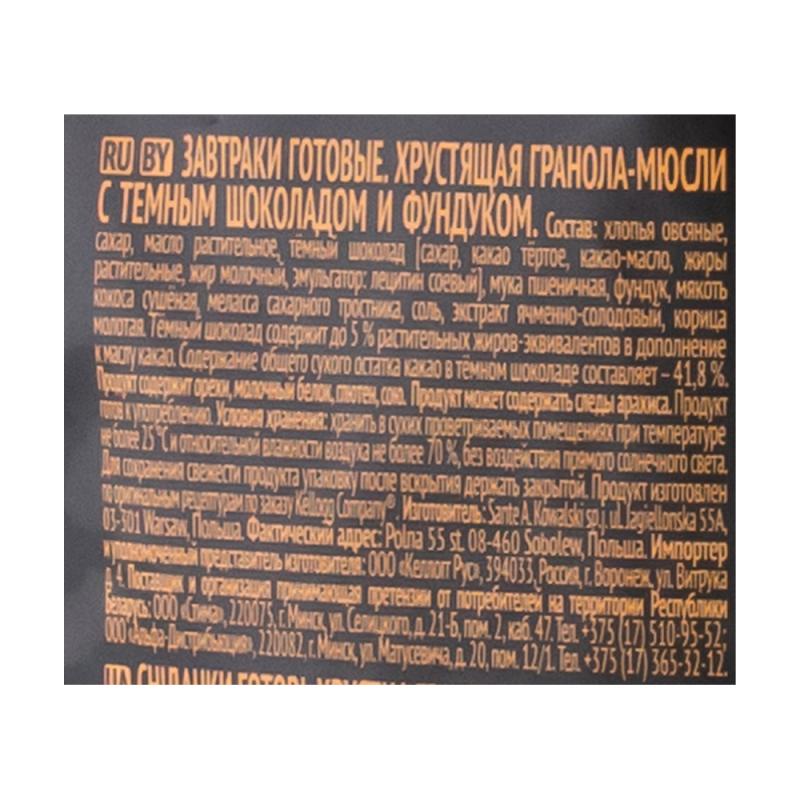 RU BY ЗАВТРАКИ ГОТОВЫЕ. ХРУСТЯЩАЯ ГРАНОЛА-МЮСЛИ
С ТЕМНЫМ ШОКОЛАДОМ И ФУНДУКОМ. Состав: хлопья овсяные,
сахар, масло растительное, тёмный шоколад [сахар, какао тёртое, какао-масло, жиры
растительные, жир молочный, эмульгатор: лецитин соевый], мука пшеничная, фундук, мякоть
кокоса сушёная, меласса сахарного тростника, соль, экстракт ячменно-солодовый, корица
молотая. Тёмный шоколад содержит до 5 % растительных жиров-эквивалентов в дополнение
к маслу какао. Содержание общего сухого остатка какао в тёмном шоколаде составляет – 41,8 %.
Продукт содержит орехи, молочный белок, глютен, сою. Продукт может содержать следы арахиса. Продукт
готов к употреблению. Условия хранения: хранить в сухих проветриваемых помещениях при температуре
не более 25 °С и относительной влажности воздуха не более 70 %, без воздействия прямого солнечного света.
Для сохранения свежести продукта упаковку после вскрытия держать закрытой. Продукт изготовлен
по оригинальным рецептурам по заказу Kellogg Company®. Изготовитель: Sante A. Kowalski sp.j. ul. Jagiellonska 55A,
03-301 Warsaw, Польша. Фактический адрес: Polna 55 st. 08-460 Sobolew, Польша. Импортер
и уполномоченный представитель изготовителя: ООО «Келлогг Рус», 394033, Россия, г. Воронеж, ул. Витрука
д. 4. Поставщик и организация принимающая претензии от потребителей на территории Республики
Беларусь: ООО «Стина», 220075, г. Минск, ул. Селицкого, д. 21-6, пом. 2, каб. 47. Тел. +375 (17) 510-95-52;
ООО «Альфа-Дистрибьюция», 220082, г. Минск, ул. Матусевича, д. 20, пом. 12/1. Тел. +375 (17) 365-32-12.